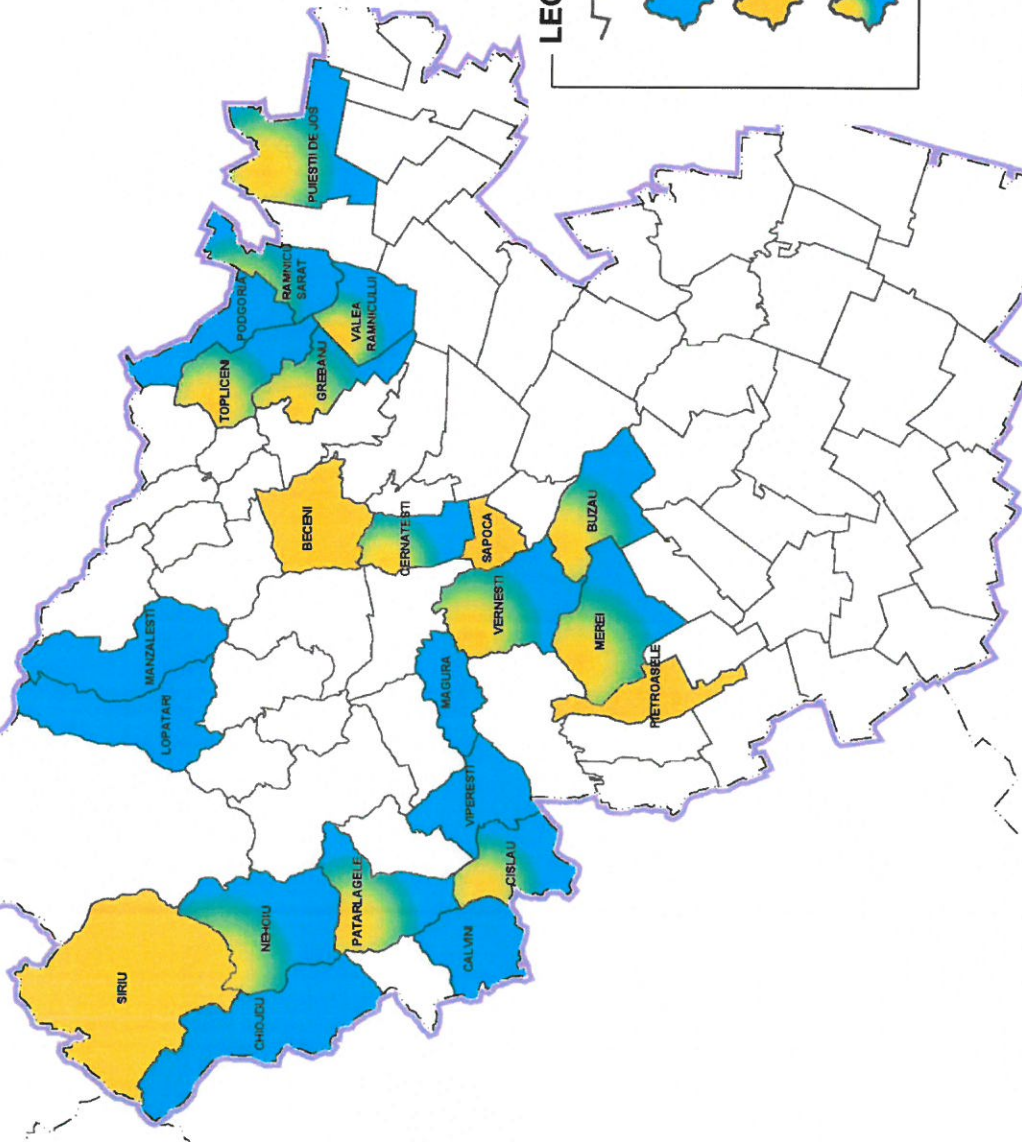 LEG
PUIESTII DE JOS
PODGORIA
RAMNICU
SARAT
VALEA
RAMNICULUI
TOPLICENI
GREBANU
BECENI
CERNATESTI
SAPOCA
BUZAU
MANZALESTI
LOPATARI
VERNESTI
MEREI
MAGURA
PIETROASELE
VIPERESTI
CISLAU
PATARLAGELE
NEHOIU
CALVINI
SIRIU
CHIOJDU